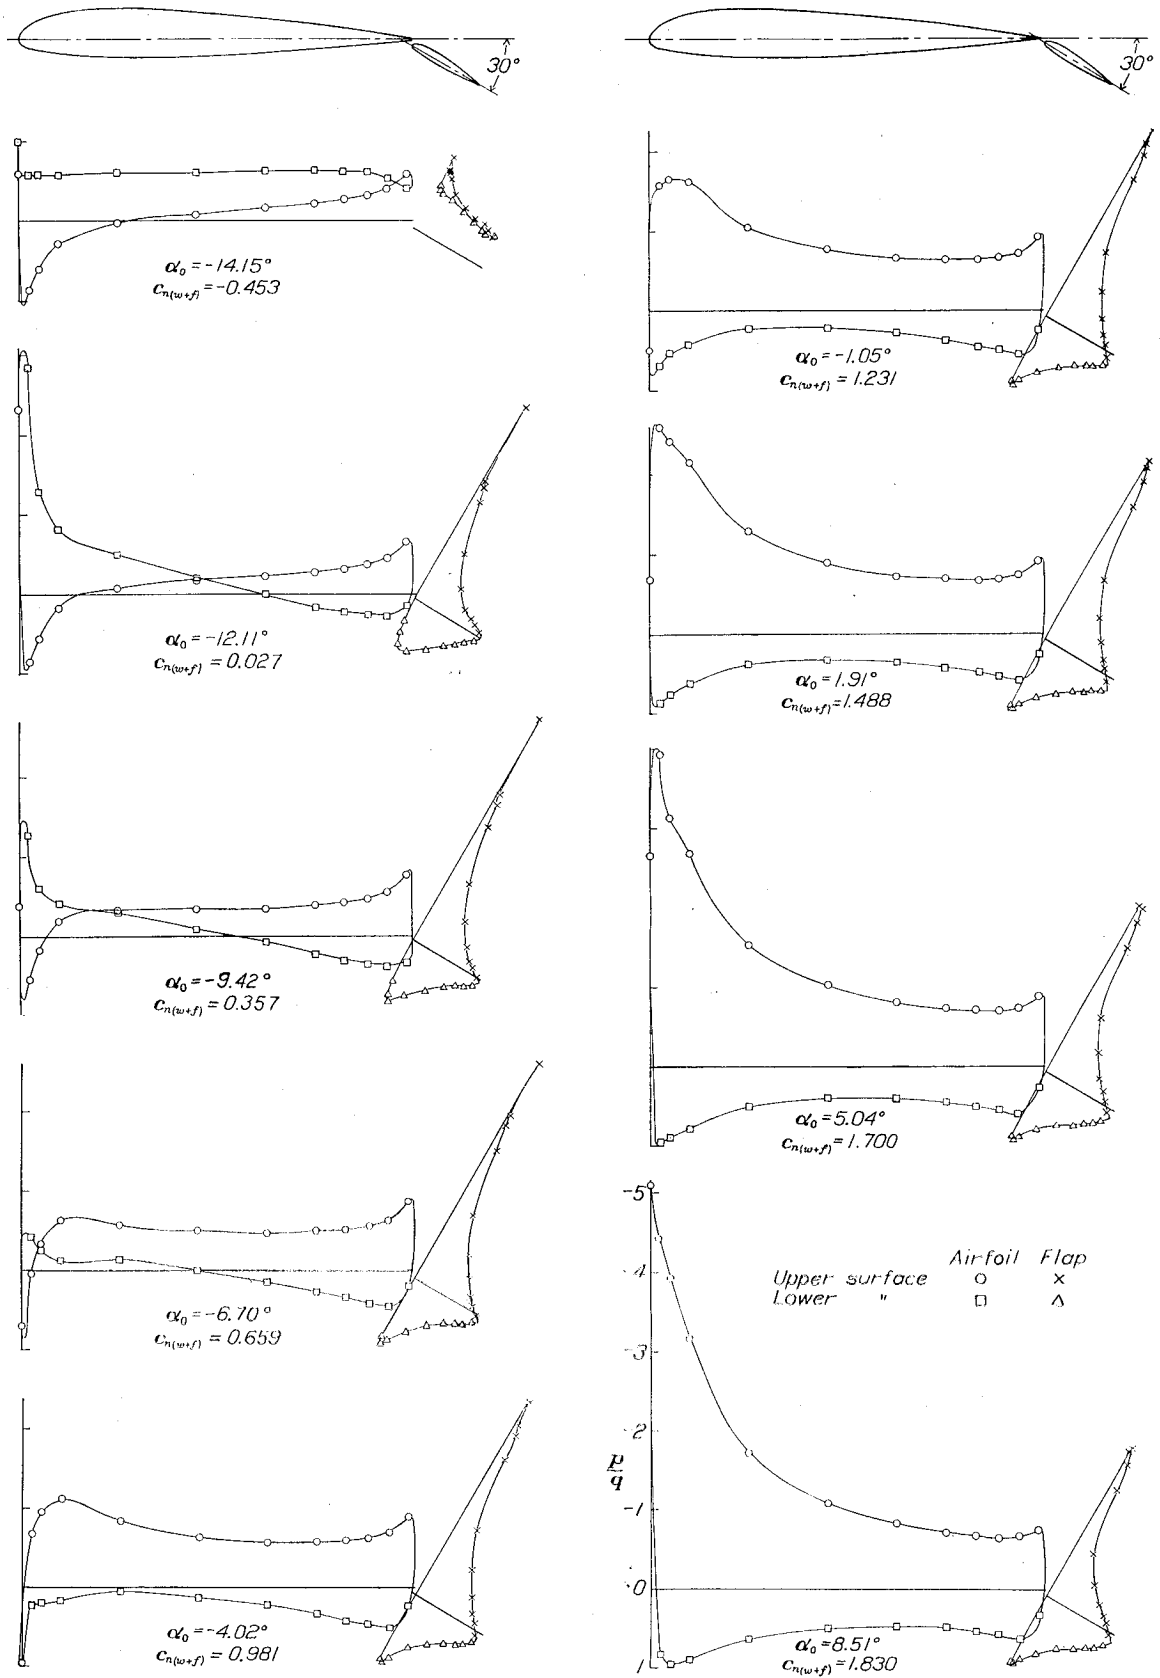 30°
30°
α₀ = -14.15°
cₙ₍w+f₎ = -0.453
α₀ = -12.11°
cₙ₍w+f₎ = 0.027
α₀ = -9.42°
cₙ₍w+f₎ = 0.357
α₀ = -6.70°
cₙ₍w+f₎ = 0.659
α₀ = -4.02°
cₙ₍w+f₎ = 0.981
α₀ = -1.05°
cₙ₍w+f₎ = 1.231
α₀ = 1.91°
cₙ₍w+f₎ = 1.488
α₀ = 5.04°
cₙ₍w+f₎ = 1.700
-5
Airfoil Flap
-4
Upper surface ○ ×
Lower " □ △
-3
-2
p/q
-1
0
α₀ = 8.51°
1
cₙ₍w+f₎ = 1.830